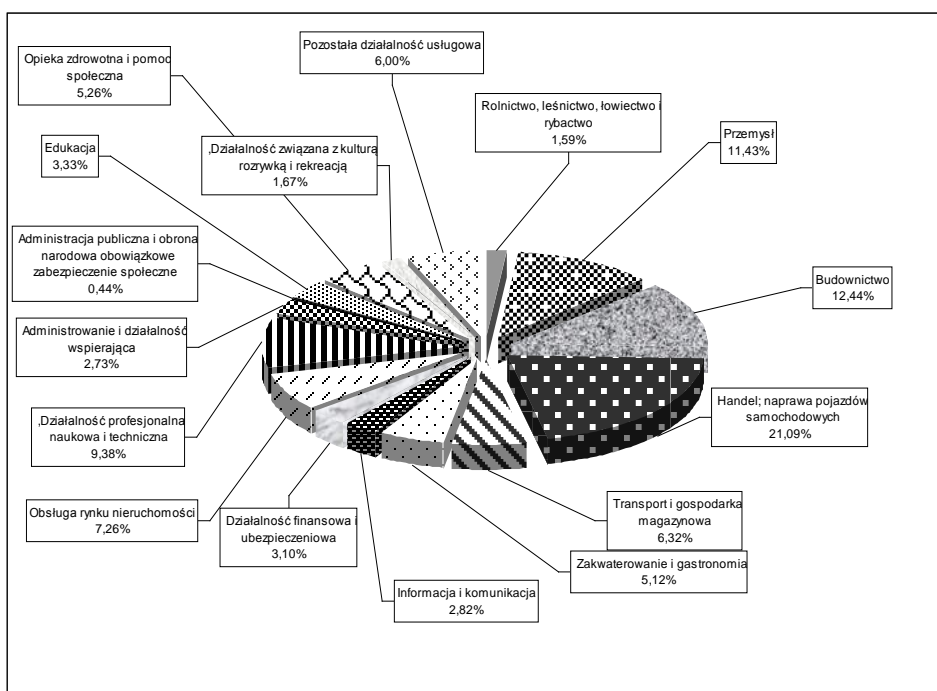 Pozostała działalność usługowa
6,00%
Opieka zdrowotna i pomoc
społeczna
5,26%
Rolnictwo, leśnictwo, łowiectwo i
rybactwo
1,59%
Przemysł
11,43%
Edukacja
3,33%
,Działalność związana z kulturą
rozrywką i rekreacją
1,67%
Administracja publiczna i obrona
narodowa obowiązkowe
zabezpieczenie społeczne
0,44%
Budownictwo
12,44%
Administrowanie i działalność
wspierająca
2,73%
Handel; naprawa pojazdów
samochodowych
21,09%
,Działalność profesjonalna
naukowa i techniczna
9,38%
Obsługa rynku nieruchomości
7,26%
Działalność finansowa i
ubezpieczeniowa
3,10%
Transport i gospodarka
magazynowa
6,32%
Zakwaterowanie i gastronomia
5,12%
Informacja i komunikacja
2,82%